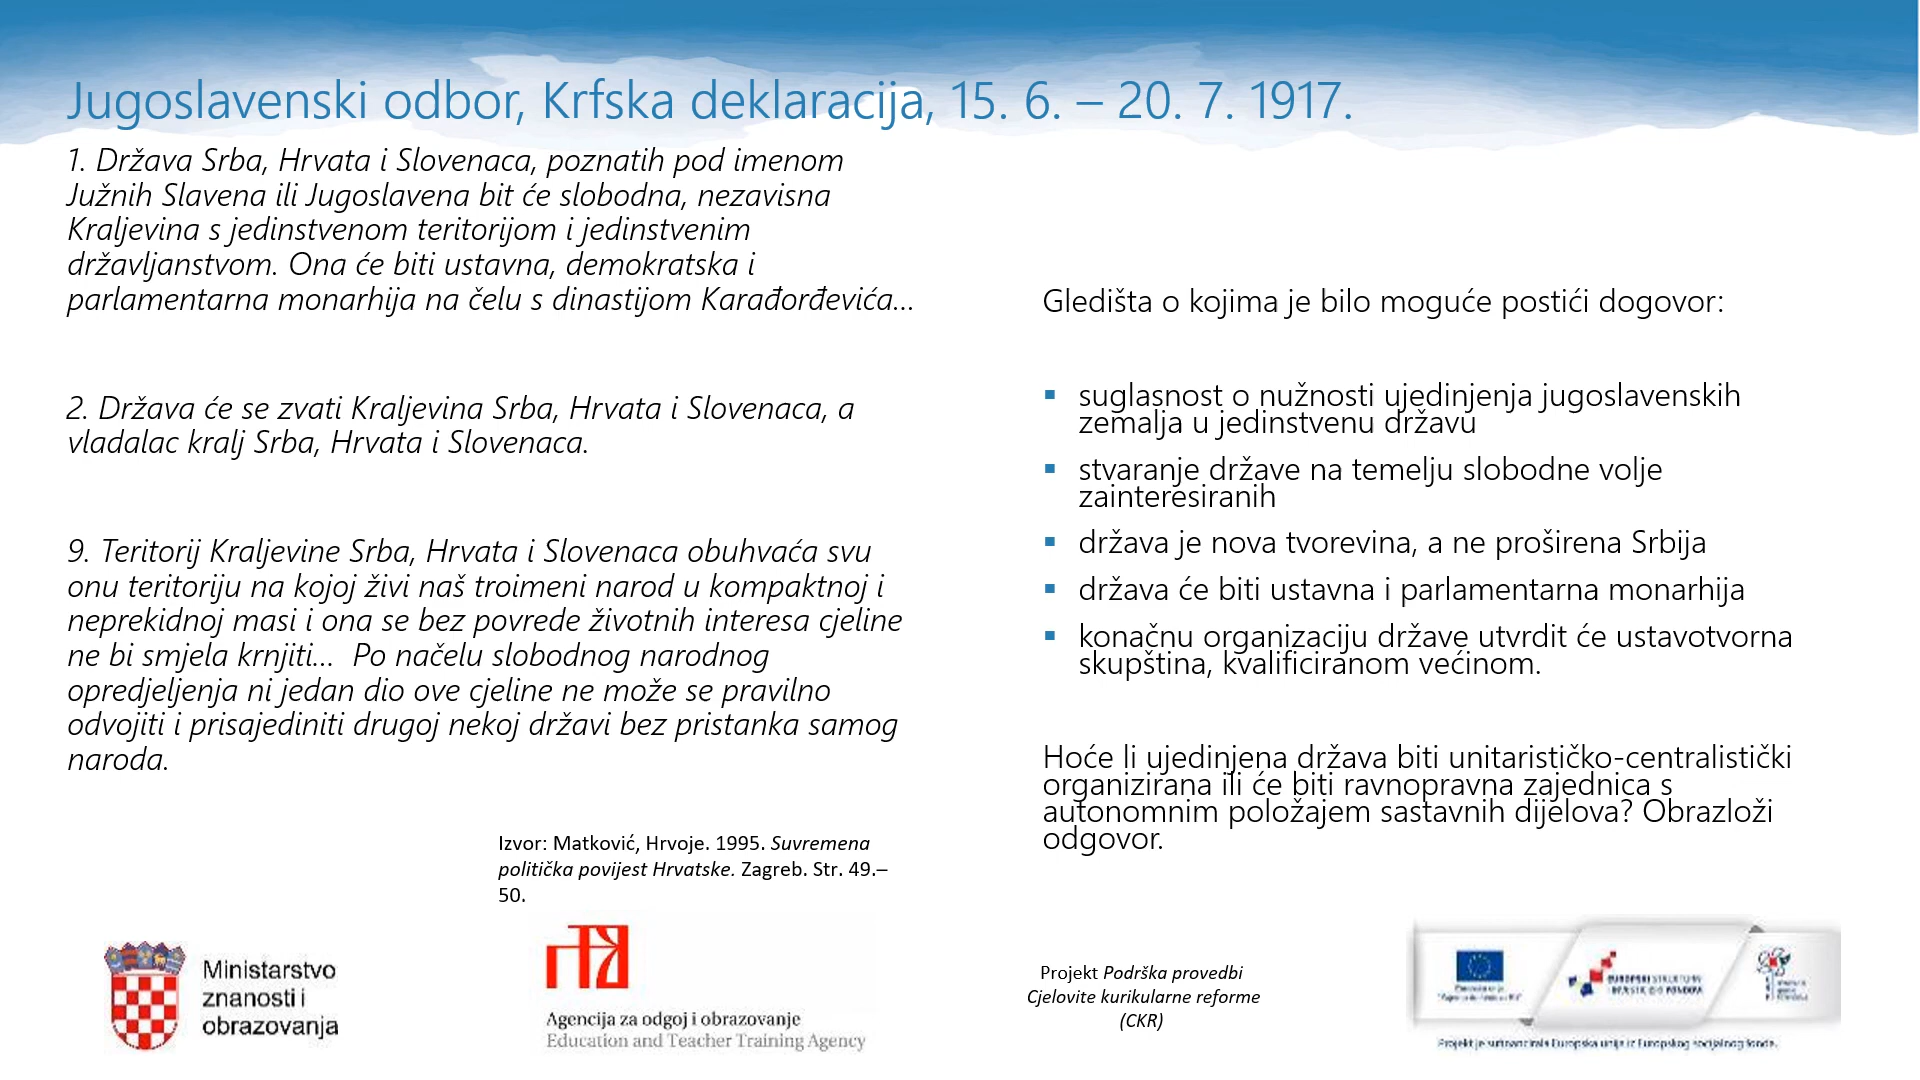 Jugoslavenski odbor, Krfska deklaracija, 15. 6. – 20. 7. 1917.
1. Država Srba, Hrvata i Slovenaca, poznatih pod imenom
Južnih Slavena ili Jugoslavena bit će slobodna, nezavisna
Kraljevina s jedinstvenom teritorijom i jedinstvenim
državljanstvom. Ona će biti ustavna, demokratska i
parlamentarna monarhija na čelu s dinastijom Karađorđevića...
2. Država će se zvati Kraljevina Srba, Hrvata i Slovenaca, a
vladalac kralj Srba, Hrvata i Slovenaca.
9. Teritorij Kraljevine Srba, Hrvata i Slovenaca obuhvaća svu
onu teritoriju na kojoj živi naš troimeni narod u kompaktnoj i
neprekidnoj masi i ona se bez povrede životnih interesa cjeline
ne bi smjela krnjiti...  Po načelu slobodnog narodnog
opredjeljenja ni jedan dio ove cjeline ne može se pravilno
odvojiti i prisajediniti drugoj nekoj državi bez pristanka samog
naroda.
Izvor: Matković, Hrvoje. 1995. Suvremena
politička povijest Hrvatske. Zagreb. Str. 49.–
50.
Gledišta o kojima je bilo moguće postići dogovor:
suglasnost o nužnosti ujedinjenja jugoslavenskih
zemalja u jedinstvenu državu
stvaranje države na temelju slobodne volje
zainteresiranih
država je nova tvorevina, a ne proširena Srbija
država će biti ustavna i parlamentarna monarhija
konačnu organizaciju države utvrdit će ustavotvorna
skupština, kvalificiranom većinom.
Hoće li ujedinjena država biti unitarističko-centralistički
organizirana ili će biti ravnopravna zajednica s
autonomnim položajem sastavnih dijelova? Obrazloži
odgovor.
Ministarstvo
znanosti i
obrazovanja
Agencija za odgoj i obrazovanje
Education and Teacher Training Agency
Projekt Podrška provedbi
Cjelovite kurikularne reforme
(CKR)
Projekt je sufinancirala Europska unija iz Europskog socijalnog fonda.